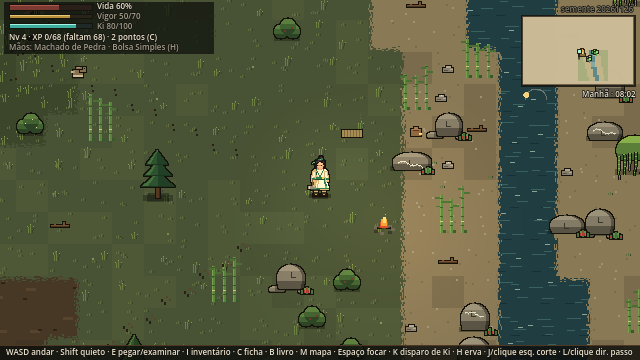 Vida 60%
Vigor 50/70
Ki 80/100
Nv 4 · XP 0/68 (faltam 68) · 2 pontos (C)
Mãos: Machado de Pedra · Bolsa Simples (H)
Manhã · 08:02
WASD andar · Shift quieto · E pegar/examinar · I inventário · C ficha · B livro · M mapa · Espaço focar · K disparo de Ki · H erva · J/clique esq. corte · L/clique dir. passo